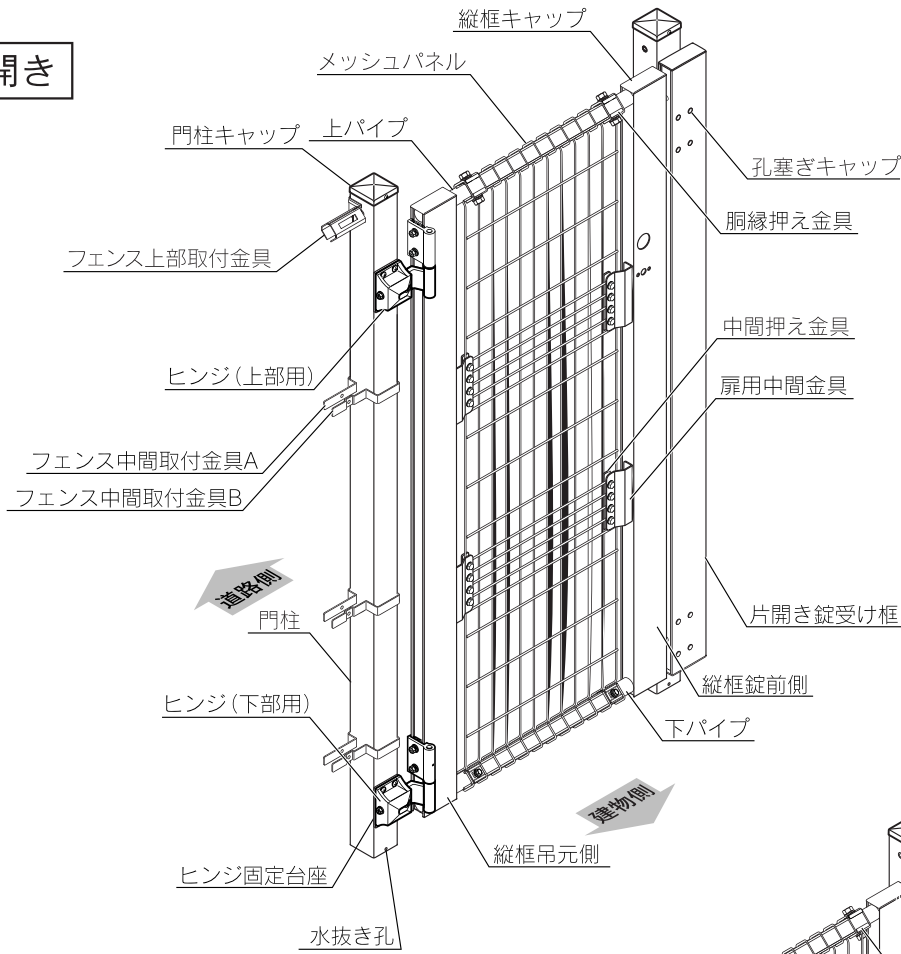 開き
縦框キャップ
メッシュパネル
門柱キャップ
上パイプ
孔塞ぎキャップ
胴縁押え金具
フェンス上部取付金具
中間押え金具
ヒンジ(上部用)
扉用中間金具
フェンス中間取付金具A
フェンス中間取付金具B
道路側
門柱
片開き錠受け框
縦框錠前側
ヒンジ(下部用)
下パイプ
建物側
縦框吊元側
ヒンジ固定台座
水抜き孔